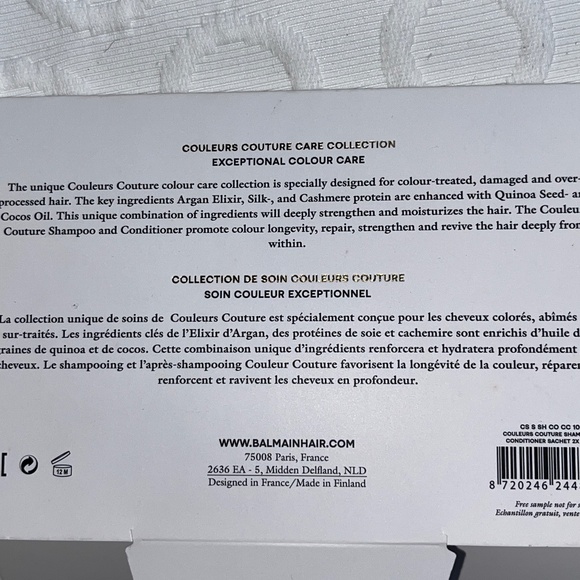 COULEURS COUTURE CARE COLLECTION
EXCEPTIONAL COLOUR CARE
The unique Couleurs Couture colour care collection is specially designed for colour-treated, damaged and over-
processed hair. The key ingredients Argan Elixir, Silk-, and Cashmere protein are enhanced with Quinoa Seed-
Cocos Oil. This unique combination of ingredients will deeply strengthen and moisturizes the hair. The Couleu
Couture Shampoo and Conditioner promote colour longevity, repair, strengthen and revive the hair deeply from
within.
COLLECTION DE SOIN COULEURS COUTURE
SOIN COULEUR EXCEPTIONNEL
La collection unique de soins de Couleurs Couture est spécialement conçue pour les cheveux colorés, abîmés
sur-traités. Les ingrédients clés de l'Elixir d'Argan, des protéines de soie et cachemire sont enrichis d'huile d
raines de quinoa et de cocos. Cette combinaison unique d'ingrédients renforcera et hydratera profondément
cheveux. Le shampooing et l'après-shampooing Couleur Couture favorisent la longévité de la couleur, réparen
renforcent et ravivent les cheveux en profondeur.
WWW.BALMAINHAIR.COM
75008 Paris, France
2636 EA - 5, Midden Delfland, NLD
Designed in France/Made in Finland
12 M
CS S SH CO CC 10
COULEURS COUTURE SHAM
CONDITIONER SACHET 2X
8 720246 244
Free sample not for s
Echantillon gratuit, vente